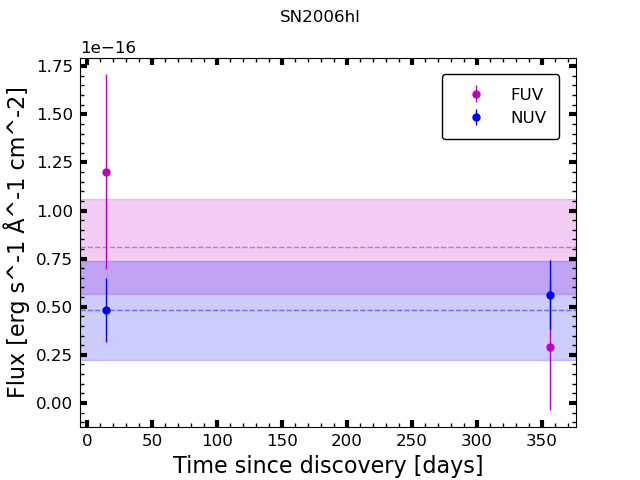 SN2006hl
1e−16
1.75
1.50
1.25
1.00
0.75
0.50
0.25
0.00
Flux [erg s^-1 Å^-1 cm^-2]
FUV
NUV
0 50 100 150 200 250 300 350
Time since discovery [days]